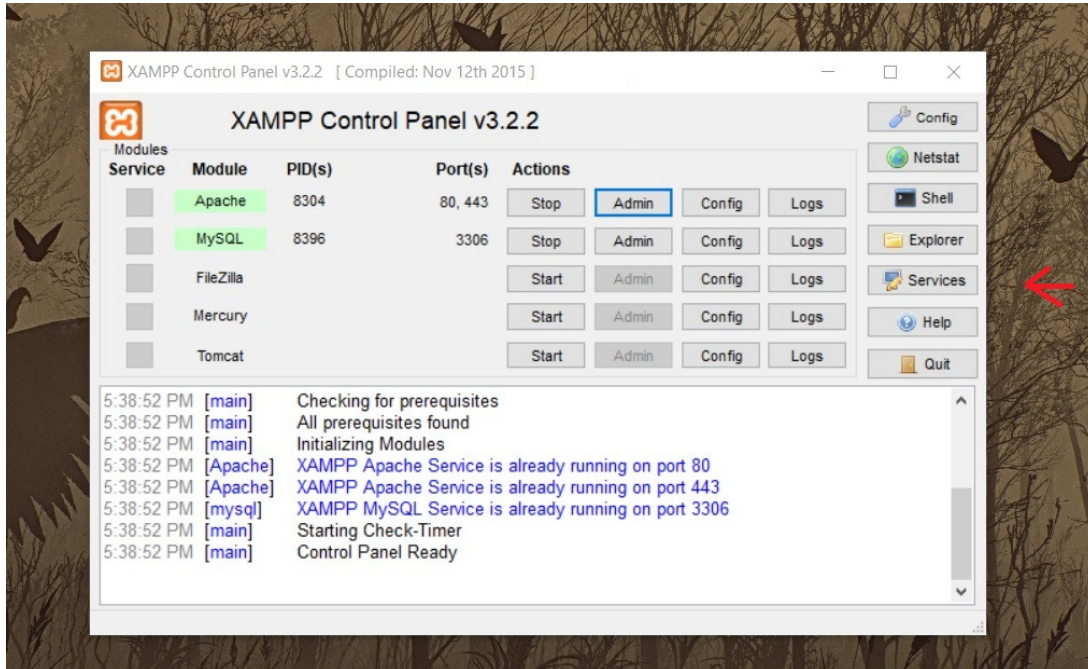 XAMPP Control Panel v3.2.2 [ Compiled: Nov 12th 2015 ]
XAMPP Control Panel v3.2.2
Config
Modules
Service Module PID(s) Port(s) Actions
Netstat
Apache 8304 80, 443 Stop Admin Config Logs
Shell
MySQL 8396 3306 Stop Admin Config Logs
Explorer
FileZilla Start Admin Config Logs
Services
Mercury Start Admin Config Logs
Help
Tomcat Start Admin Config Logs
Quit
5:38:52 PM [main] Checking for prerequisites
5:38:52 PM [main] All prerequisites found
5:38:52 PM [main] Initializing Modules
5:38:52 PM [Apache] XAMPP Apache Service is already running on port 80
5:38:52 PM [Apache] XAMPP Apache Service is already running on port 443
5:38:52 PM [mysql] XAMPP MySQL Service is already running on port 3306
5:38:52 PM [main] Starting Check-Timer
5:38:52 PM [main] Control Panel Ready